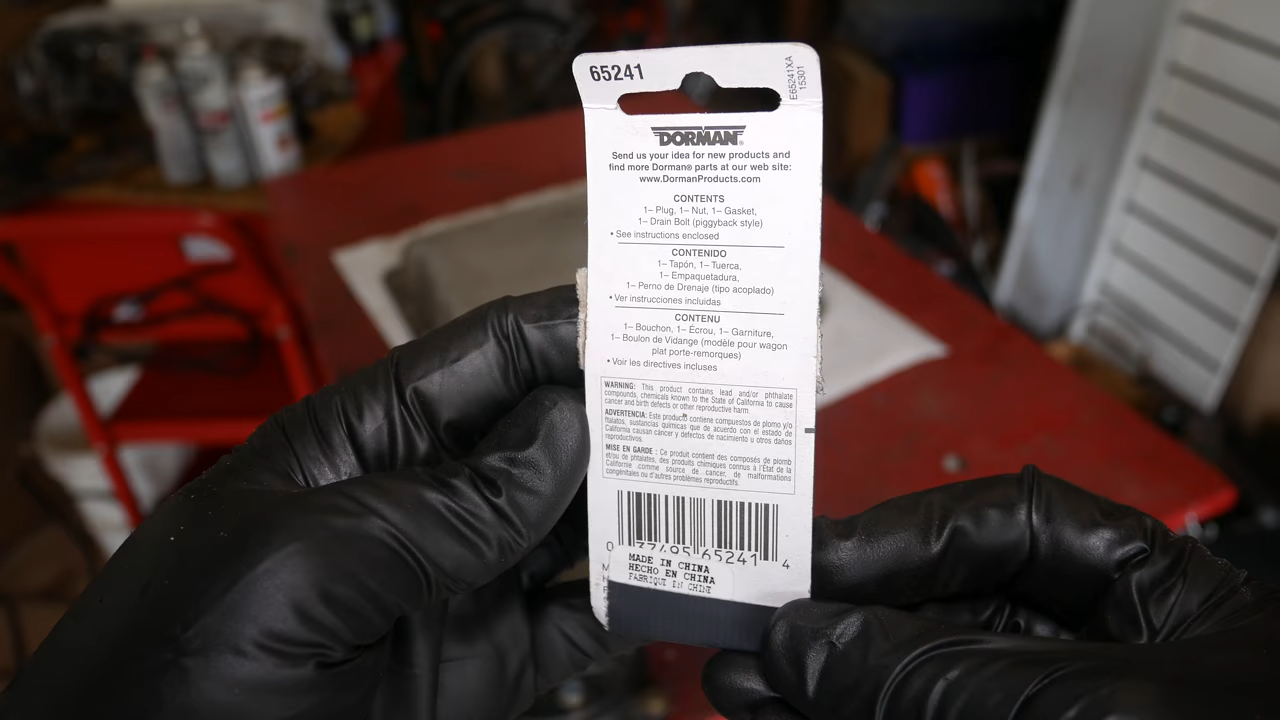 65241
E65241XA
15301
DORMAN®
Send us your idea for new products and
find more Dorman® parts at our web site:
www.DormanProducts.com
CONTENTS
1– Plug, 1– Nut, 1– Gasket,
1– Drain Bolt (piggyback style)
• See instructions enclosed
CONTENIDO
1– Tapón, 1– Tuerca,
1– Empaquetadura,
1– Perno de Drenaje (tipo acoplado)
• Ver instrucciones incluidas
CONTENU
1– Bouchon, 1– Écrou, 1– Garniture,
1– Boulon de Vidange (modèle pour wagon
plat porte-remorques)
• Voir les directives incluses
WARNING: This product contains lead and/or phthalate
compounds, chemicals known to the State of California to cause
cancer and birth defects or other reproductive harm.
ADVERTENCIA: Este producto contiene compuestos de plomo y/o
ftalatos, sustancias químicas que de acuerdo con el estado de
California causan cáncer y defectos de nacimiento u otros daños
reproductivos.
MISE EN GARDE : Ce produit contient des composés de plomb
et/ou de phtalates, des produits chimiques connus à l'État de la
Californie comme source de cancer, de malformations
congénitales ou d'autres problèmes reproductifs.
0 37495 65241 4
MADE IN CHINA
HECHO EN CHINA
FABRIQUE EN CHINE